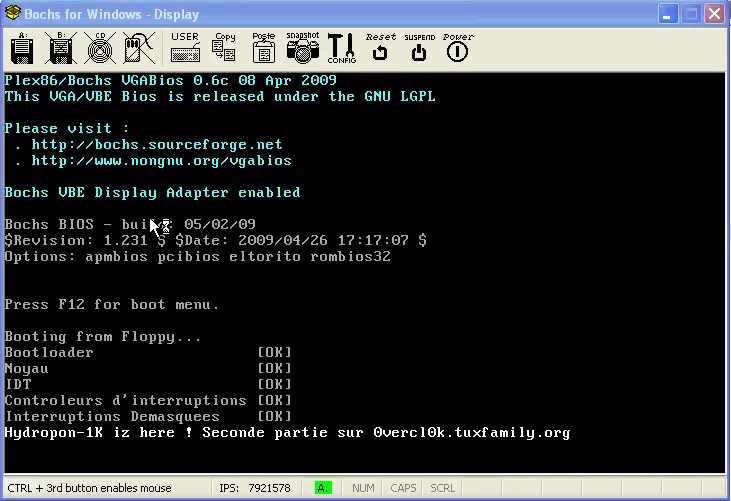 Bochs for Windows - Display
A: B: CD USER Copy Paste snapshot CONFIG Reset SUSPEND Power
Plex86/Bochs VGABios 0.6c 08 Apr 2009
This VGA/VBE Bios is released under the GNU LGPL
Please visit :
. http://bochs.sourceforge.net
. http://www.nongnu.org/vgabios
Bochs VBE Display Adapter enabled
Bochs BIOS - build: 05/02/09
$Revision: 1.231 $ $Date: 2009/04/26 17:17:07 $
Options: apmbios pcibios eltorito rombios32
Press F12 for boot menu.
Booting from Floppy...
Bootloader [OK]
Noyau [OK]
IDT [OK]
Controleurs d'interruptions [OK]
Interruptions Demasquees [OK]
Hydropon-1K iz here ! Seconde partie sur 0vercl0k.tuxfamily.org
CTRL + 3rd button enables mouse IPS: 7921578 A: NUM CAPS SCRL